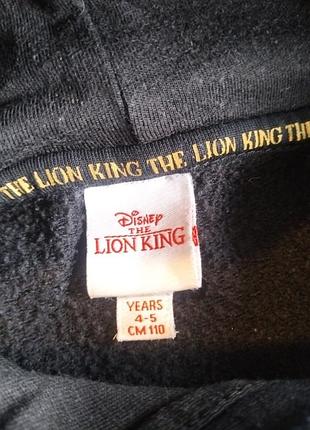 THE LION KING THE LION KING THE
Disney
THE
LION KING
YEARS
4-5
CM 110